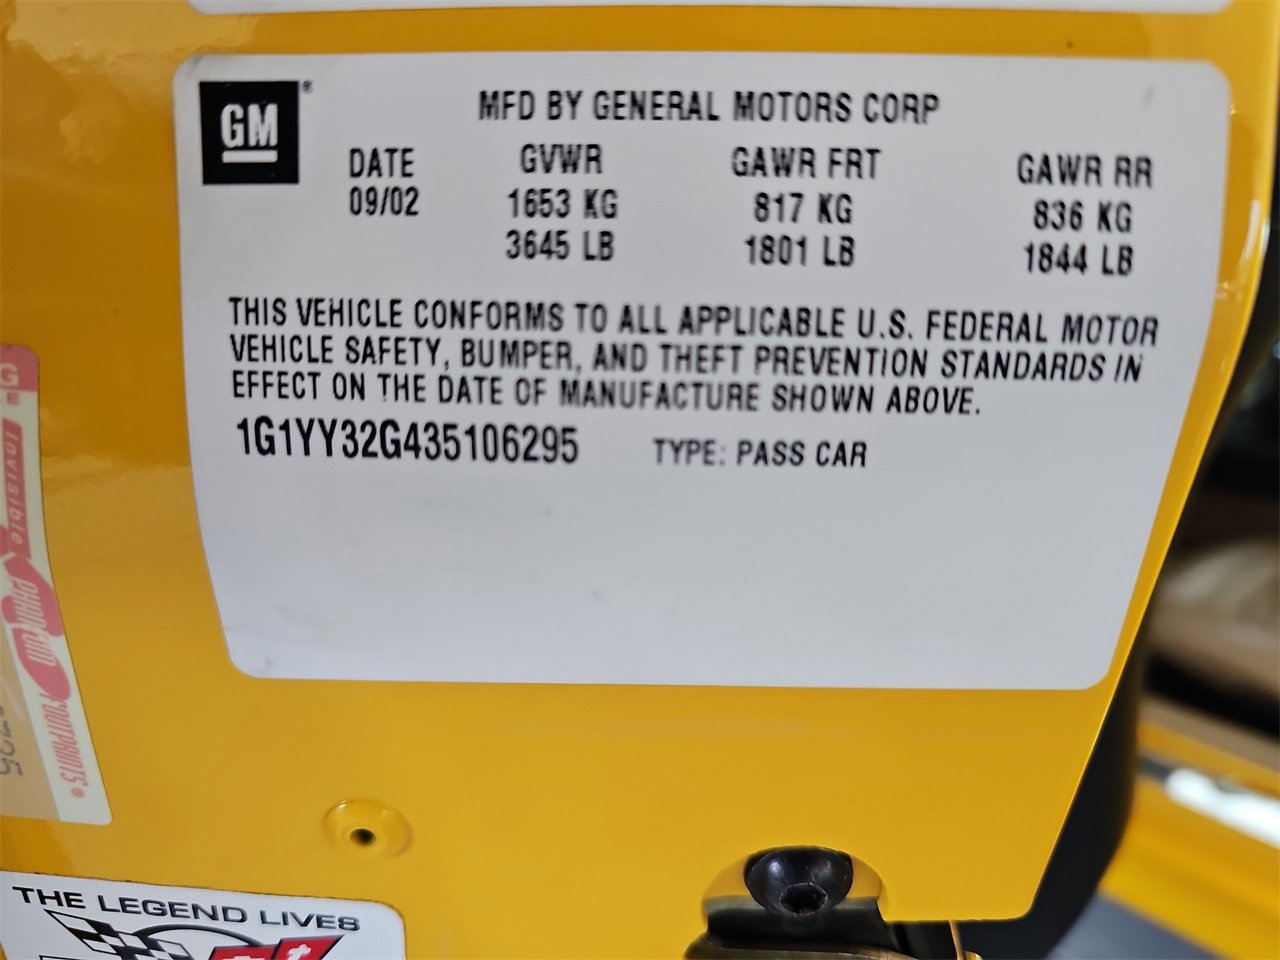 GM
®
MFD BY GENERAL MOTORS CORP
DATE GVWR GAWR FRT GAWR RR
09/02 1653 KG 817 KG 836 KG
3645 LB 1801 LB 1844 LB
THIS VEHICLE CONFORMS TO ALL APPLICABLE U.S. FEDERAL MOTOR
VEHICLE SAFETY, BUMPER, AND THEFT PREVENTION STANDARDS IN
EFFECT ON THE DATE OF MANUFACTURE SHOWN ABOVE.
1G1YY32G435106295 TYPE: PASS CAR
Invisible
FOOTPRINTS®
THE LEGEND LIVES